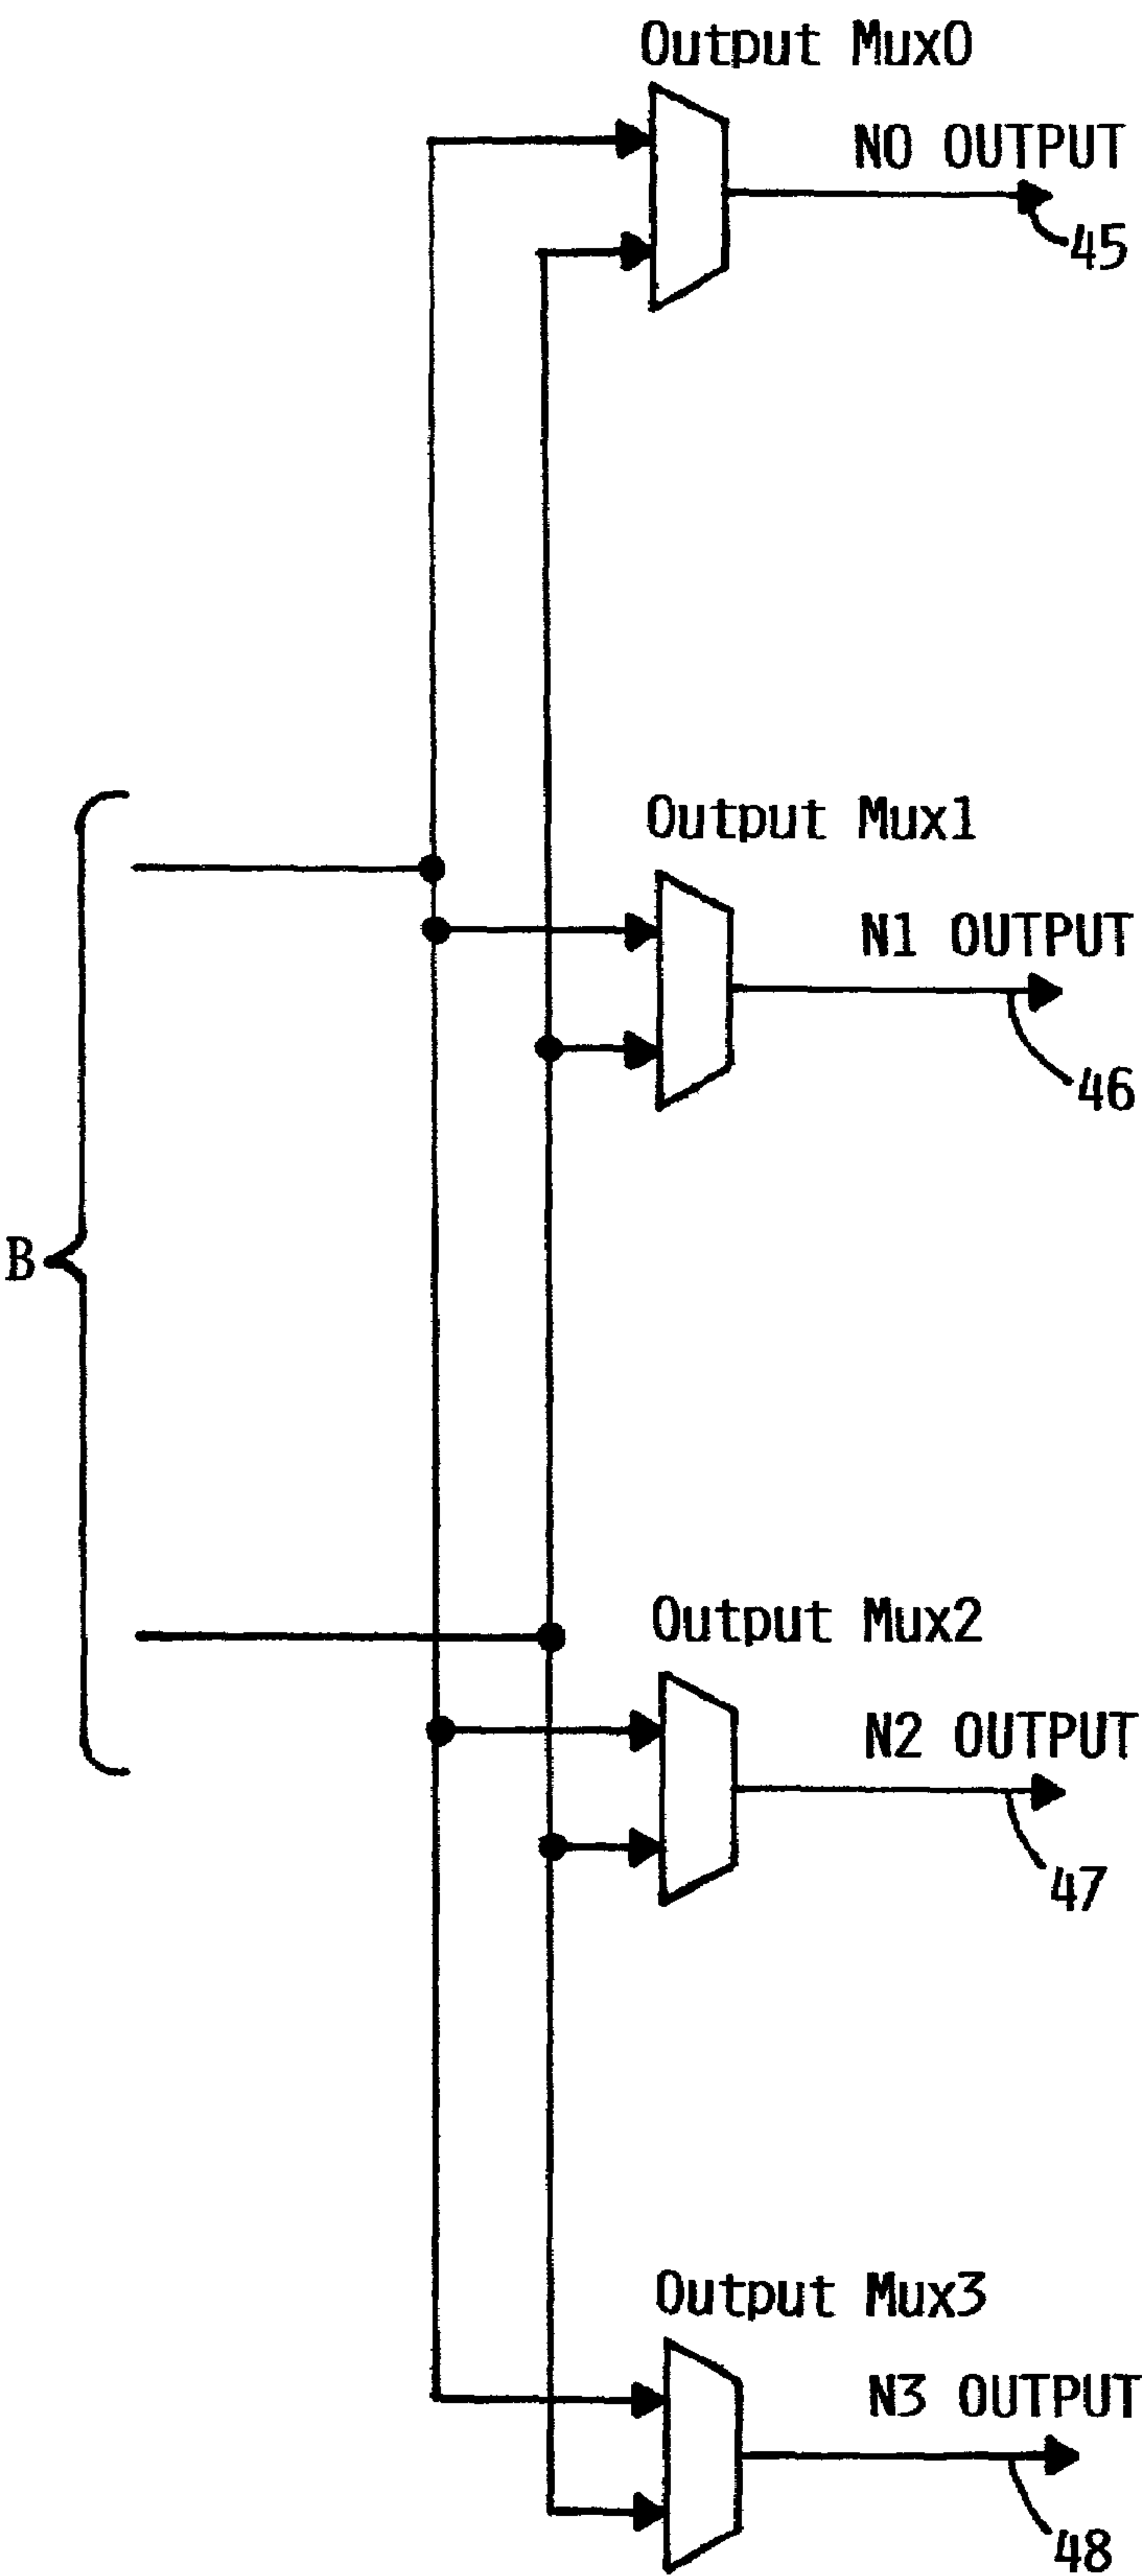 Output Mux0
N0 OUTPUT
45
Output Mux1
N1 OUTPUT
46
B
Output Mux2
N2 OUTPUT
47
Output Mux3
N3 OUTPUT
48